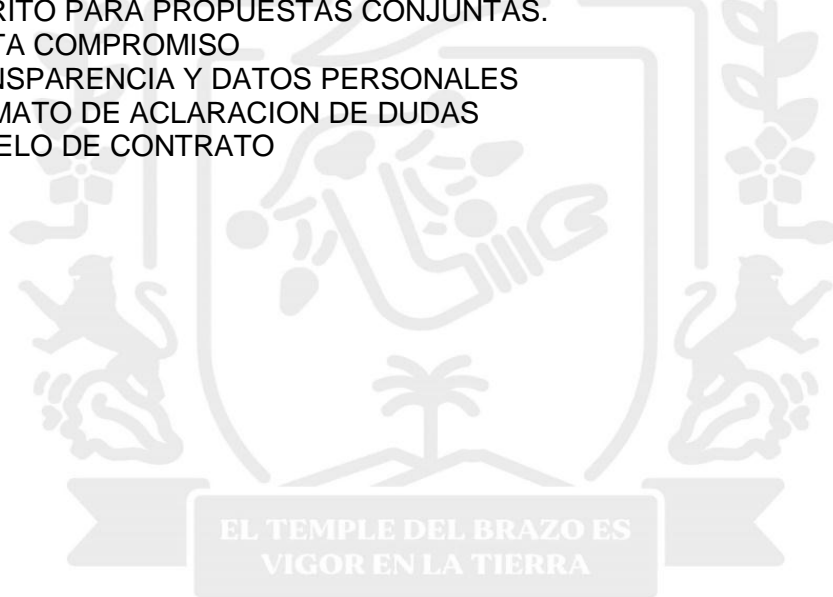 RITO PARA PROPUESTAS CONJUNTAS.
TA COMPROMISO
NSPARENCIA Y DATOS PERSONALES
MATO DE ACLARACION DE DUDAS
ELO DE CONTRATO
EL TEMPLE DEL BRAZO ES
VIGOR EN LA TIERRA